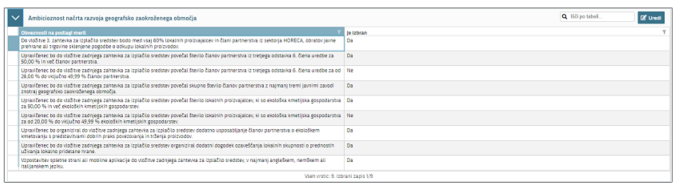 Ambicioznost načrta razvoja geografsko zaokroženega območja
Išči po tabeli...
Uredi
Obveznosti na podlagi meril
Je izbran
Do vložitve 3. zahtevka za izplačilo sredstev bodo med vsaj 60% lokalnih proizvajalcev in člani partnerstva iz sektorja HORECA, obratov javne
prehrane ali trgovine sklenjene pogodbe o odkupu lokalnih proizvodov.
Da
Upravičenec bo do vložitve zadnjega zahtevka za izplačilo sredstev povečal število članov partnerstva iz tretjega odstavka 6. člena uredbe za
50,00 % in več članov partnerstva.
Da
Upravičenec bo do vložitve zadnjega zahtevka za izplačilo sredstev povečal število članov partnerstva iz tretjega odstavka 6. člena uredbe za od
20,00 % do vključno 49,99 % članov partnerstva.
Ne
Upravičenec bo do vložitve zadnjega zahtevka za izplačilo sredstev povečal skupno število članov partnerstva z najmanj tremi javnimi zavodi
znotraj geografsko zaokroženega območja.
Da
Upravičenec bo do vložitve zadnjega zahtevka za izplačilo sredstev povečal število lokalnih proizvajalcev, ki so ekološka kmetijska gospodarstva
za 50,00 % in več ekoloških kmetijskih gospodarstev.
Da
Upravičenec bo do vložitve zadnjega zahtevka za izplačilo sredstev povečal število lokalnih proizvajalcev, ki so ekološka kmetijska gospodarstva
za od 20,00 % do vključno 49,99 % ekoloških kmetijskih gospodarstev.
Ne
Upravičenec bo organiziral do vložitve zadnjega zahtevka za izplačilo sredstev dodatno usposabljanje članov partnerstva o ekološkem
kmetovanju s predstavitvami dobrih praks povezovanja in trženja proizvodov.
Da
Upravičenec bo do vložitve zadnjega zahtevka za izplačilo sredstev organiziral dodatni dogodek ozaveščanja lokalnih skupnosti o prednostih
uživanja lokalno pridelane hrane.
Da
Vzpostavitev spletne strani ali mobilne aplikacije do vložitve zadnjega zahtevka za izplačilo sredstev, v najmanj angleškem, nemškem ali
italijanskem jeziku.
Da
Vseh vrstic: 9. Izbrani zapis 1/9